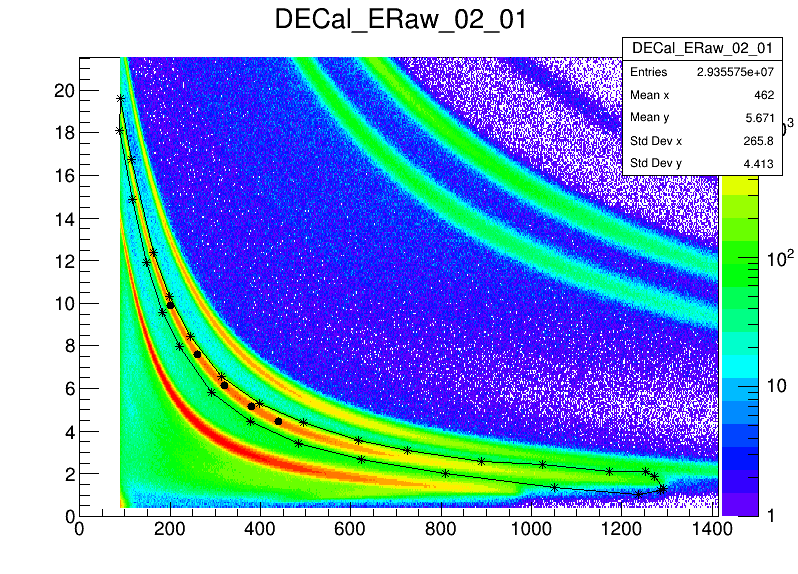 DECal_ERaw_02_01
DECal_ERaw_02_01
Entries 2.935575e+07
Mean x 462
Mean y 5.671
Std Dev x 265.8
Std Dev y 4.413
20
18
16
14
12
10
8
6
4
2
0
0 200 400 600 800 1000 1200 1400
3
10²
10
1